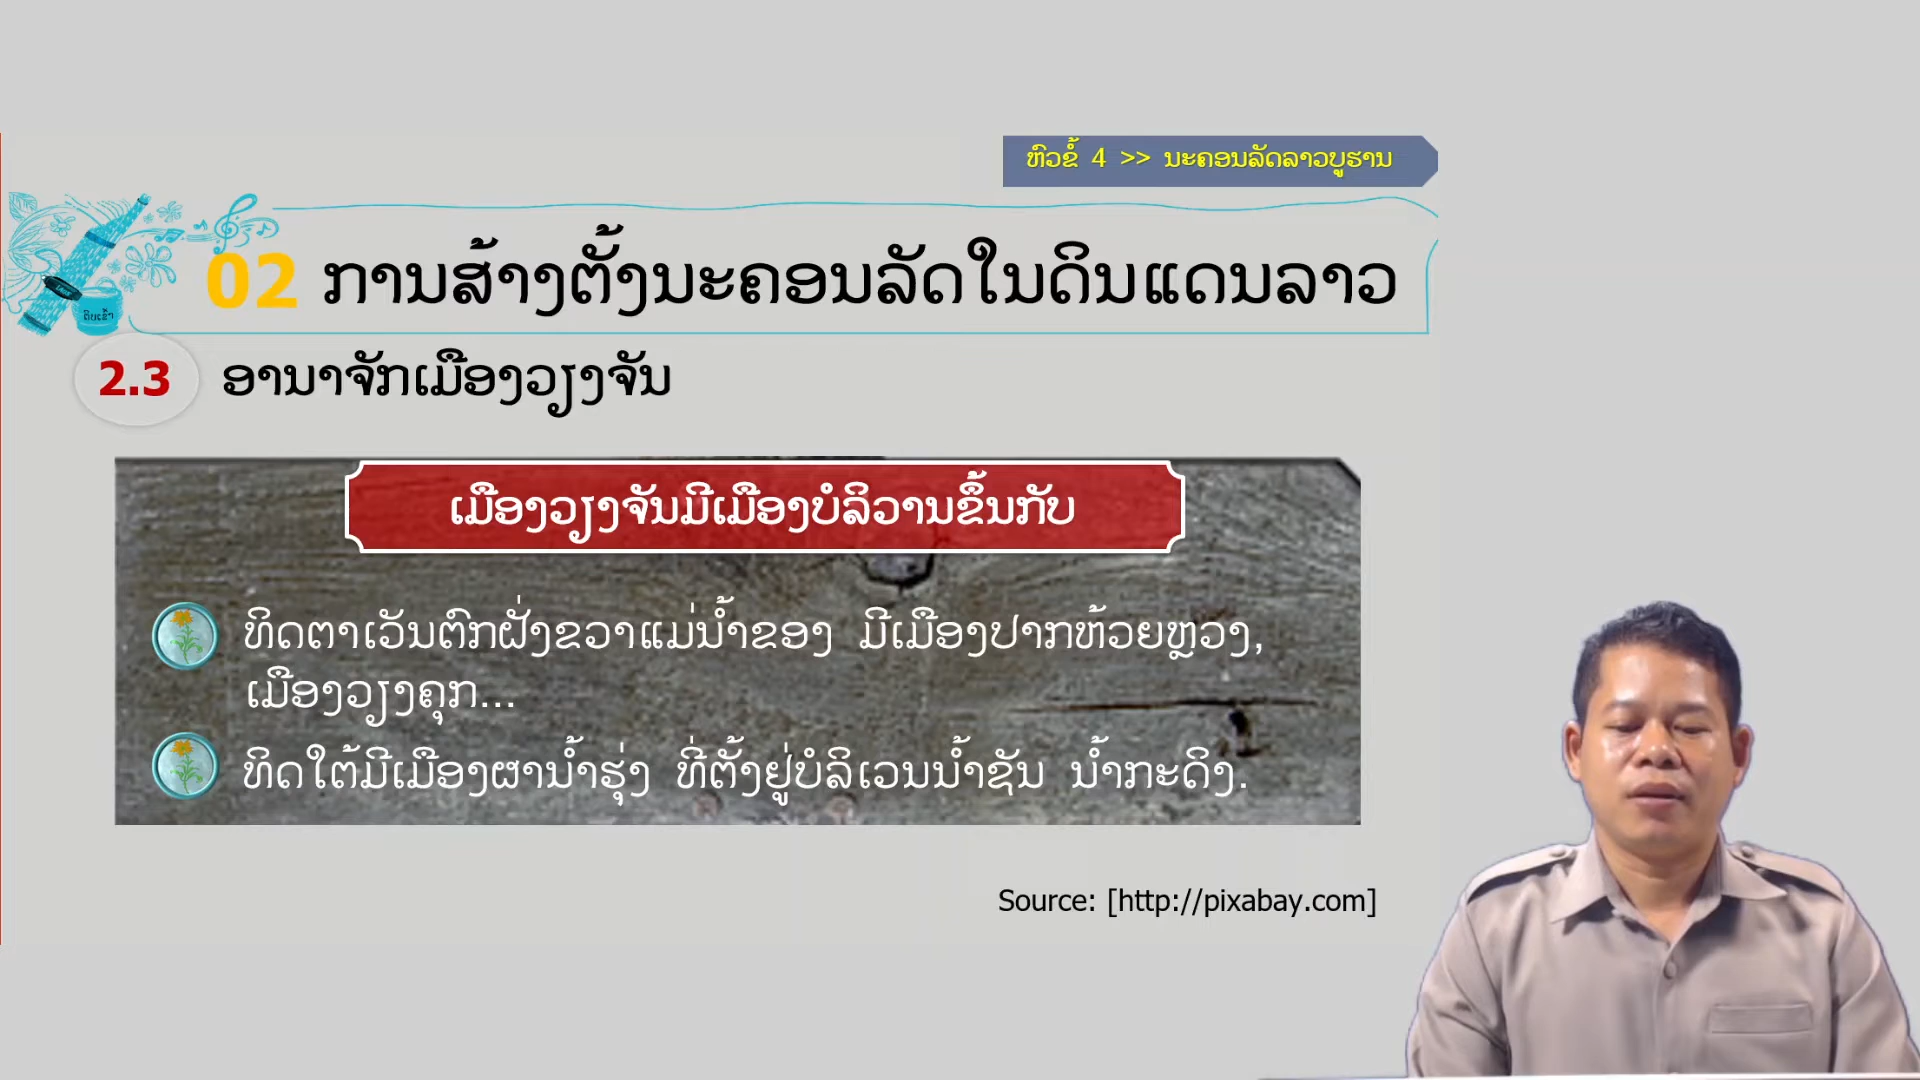 ຫົວຂໍ້ 4 >> ນະຄອນລັດລາວບູຮານ
02 ການສ້າງຕັ້ງນະຄອນລັດໃນດິນແດນລາວ
2.3 ອານາຈັກເມືອງວຽງຈັນ
ເມືອງວຽງຈັນມີເມືອງບໍລິວານຂຶ້ນກັບ
ທິດຕາເວັນຕົກຝັ່ງຂວາແມ່ນ້ຳຂອງ ມີເມືອງປາກຫ້ວຍຫຼວງ,
ເມືອງວຽງຄຸກ...
ທິດໃຕ້ມີເມືອງຜານ້ຳຮຸ່ງ ທີ່ຕັ້ງຢູ່ບໍລິເວນນ້ຳຊັນ ນ້ຳກະດິງ.
Source: [http://pixabay.com]